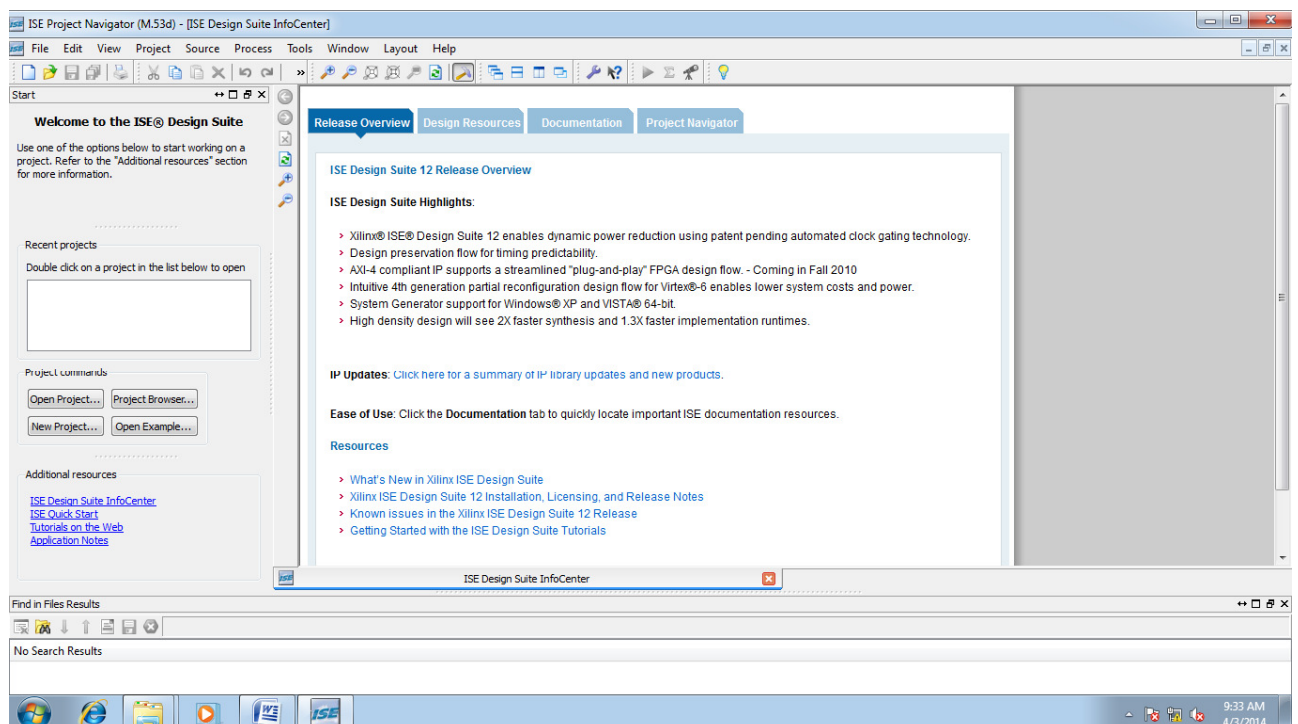 ISE Project Navigator (M.53d) - [ISE Design Suite InfoCenter]
File Edit View Project Source Process Tools Window Layout Help
Start
Welcome to the ISE® Design Suite
Use one of the options below to start working on a
project. Refer to the "Additional resources" section
for more information.
Recent projects
Double click on a project in the list below to open
Project commands
Open Project... Project Browser...
New Project... Open Example...
Additional resources
ISE Design Suite InfoCenter
ISE Quick Start
Tutorials on the Web
Application Notes
Release Overview Design Resources Documentation Project Navigator
ISE Design Suite 12 Release Overview
ISE Design Suite Highlights:
Xilinx® ISE® Design Suite 12 enables dynamic power reduction using patent pending automated clock gating technology.
Design preservation flow for timing predictability.
AXI-4 compliant IP supports a streamlined "plug-and-play" FPGA design flow. - Coming in Fall 2010
Intuitive 4th generation partial reconfiguration design flow for Virtex®-6 enables lower system costs and power.
System Generator support for Windows® XP and VISTA® 64-bit.
High density design will see 2X faster synthesis and 1.3X faster implementation runtimes.
IP Updates: Click here for a summary of IP library updates and new products.
Ease of Use: Click the Documentation tab to quickly locate important ISE documentation resources.
Resources
What's New in Xilinx ISE Design Suite
Xilinx ISE Design Suite 12 Installation, Licensing, and Release Notes
Known issues in the Xilinx ISE Design Suite 12 Release
Getting Started with the ISE Design Suite Tutorials
ISE ISE Design Suite InfoCenter
Find in Files Results
No Search Results
ISE
9:33 AM
4/3/2014